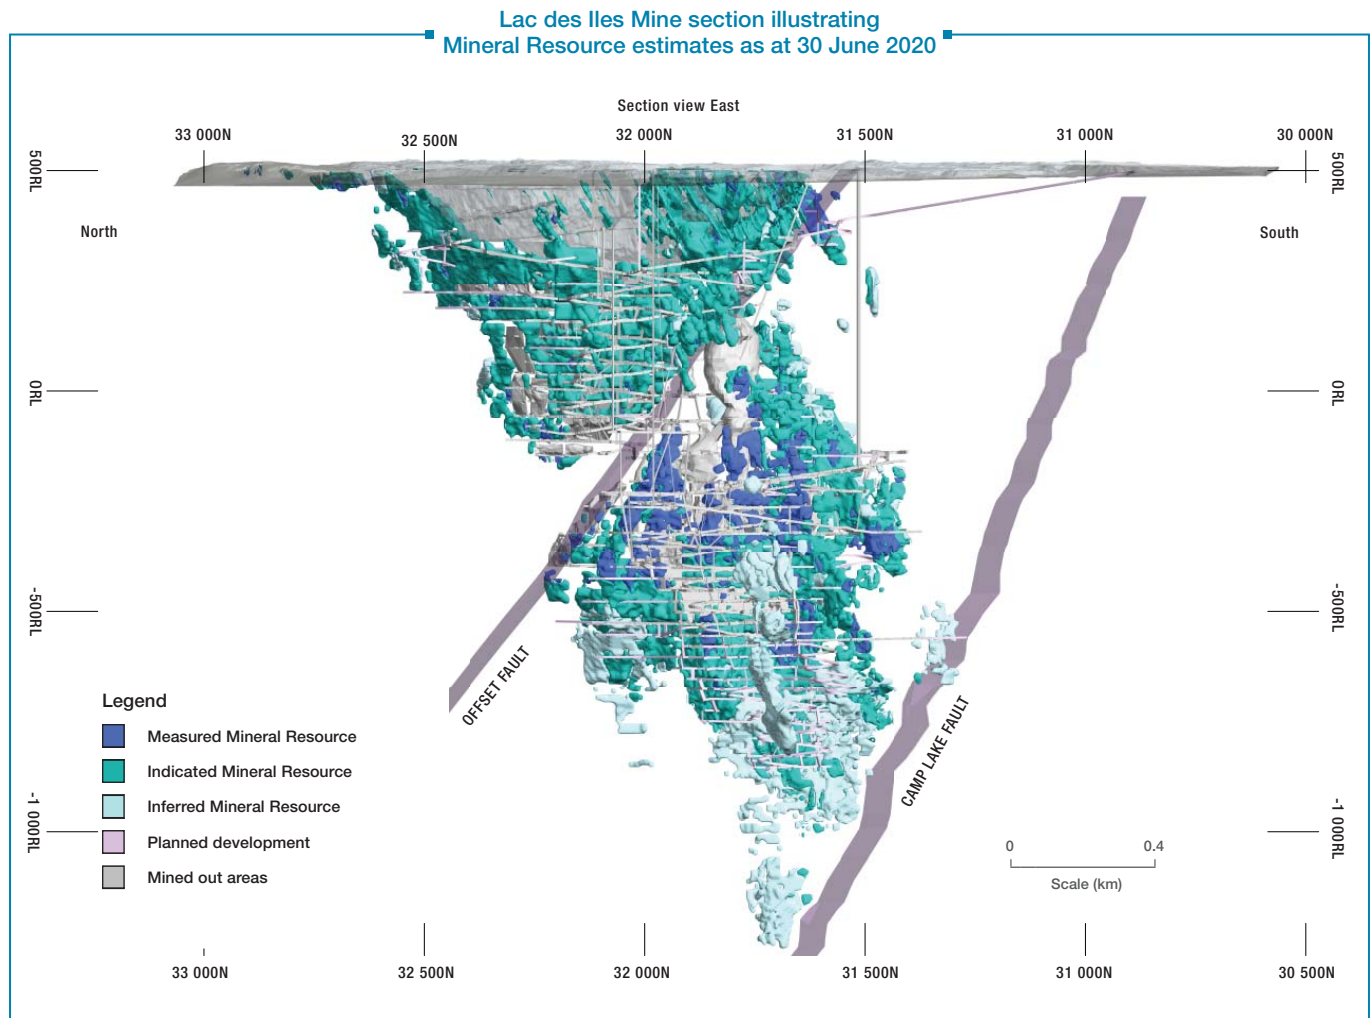 Lac des Iles Mine section illustrating
Mineral Resource estimates as at 30 June 2020
Section view East
33 000N
32 500N
32 000N
31 500N
31 000N
30 000N
500RL
500RL
North
South
0RL
0RL
-500RL
-500RL
OFFSET FAULT
CAMP LAKE FAULT
-1 000RL
-1 000RL
Legend
Measured Mineral Resource
Indicated Mineral Resource
Inferred Mineral Resource
Planned development
Mined out areas
0 0.4
Scale (km)
33 000N
32 500N
32 000N
31 500N
31 000N
30 500N